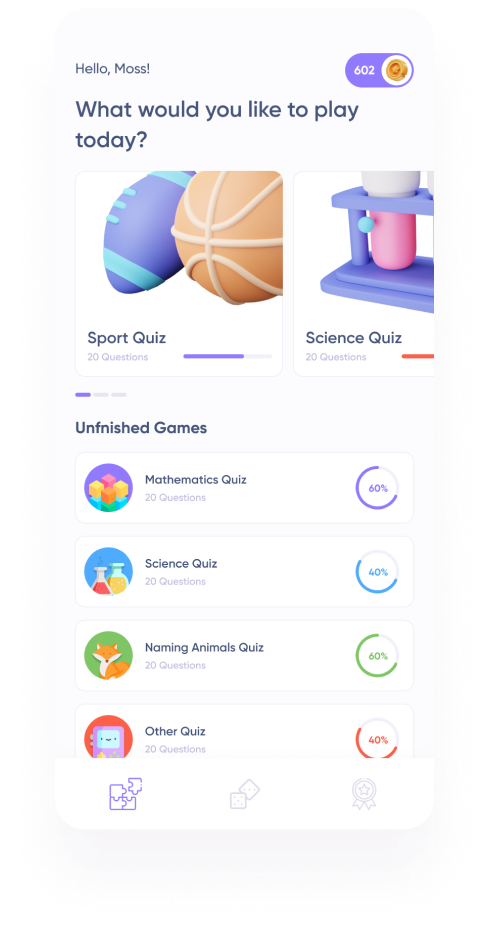 Hello, Moss!
602
What would you like to play
today?
Sport Quiz
20 Questions
Science Quiz
20 Questions
Unfnished Games
Mathematics Quiz
20 Questions
60%
Science Quiz
20 Questions
40%
Naming Animals Quiz
20 Questions
60%
Other Quiz
20 Questions
40%